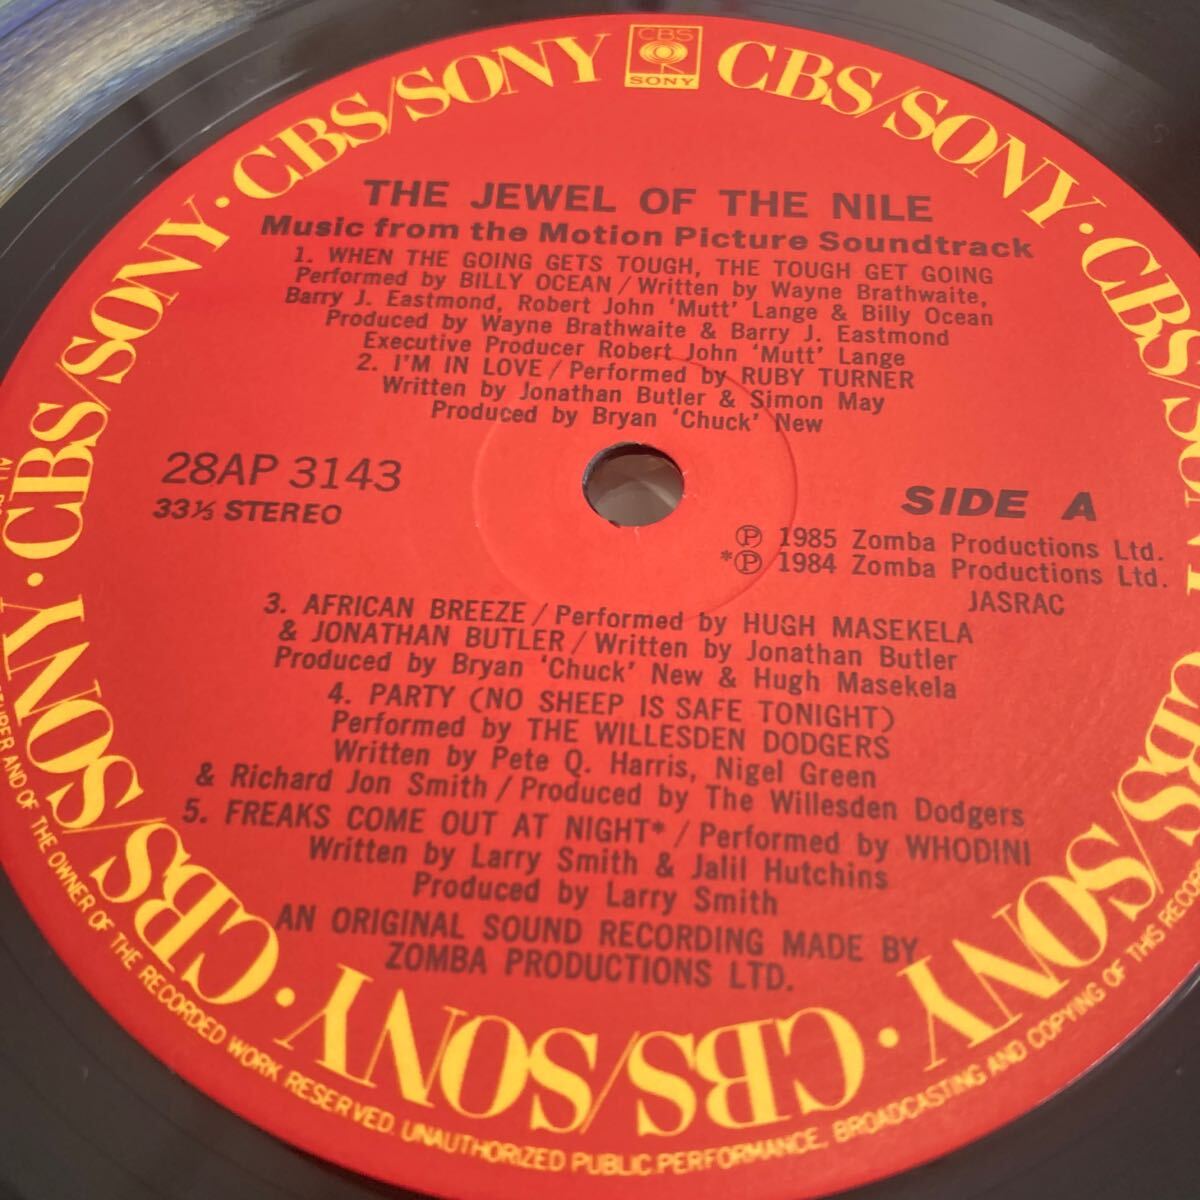 CBS
SONY
CBS/SONY · CBS/SONY · CBS/SONY · CBS/SONY · CBS/SONY · CBS/SONY · CBS/SONY · CBS/SONY
THE JEWEL OF THE NILE
Music from the Motion Picture Soundtrack
1. WHEN THE GOING GETS TOUGH, THE TOUGH GET GOING
Performed by BILLY OCEAN / Written by Wayne Brathwaite,
Barry J. Eastmond, Robert John ‘Mutt’ Lange & Billy Ocean
Produced by Wayne Brathwaite & Barry J. Eastmond
Executive Producer Robert John ‘Mutt’ Lange
2. I’M IN LOVE / Performed by RUBY TURNER
Written by Jonathan Butler & Simon May
Produced by Bryan ‘Chuck’ New
28AP 3143
33⅓ STEREO
SIDE A
℗ 1985 Zomba Productions Ltd.
*℗ 1984 Zomba Productions Ltd.
JASRAC
3. AFRICAN BREEZE / Performed by HUGH MASEKELA
& JONATHAN BUTLER / Written by Jonathan Butler
Produced by Bryan ‘Chuck’ New & Hugh Masekela
4. PARTY (NO SHEEP IS SAFE TONIGHT)
Performed by THE WILLESDEN DODGERS
Written by Pete Q. Harris, Nigel Green
& Richard Jon Smith / Produced by The Willesden Dodgers
5. FREAKS COME OUT AT NIGHT* / Performed by WHODINI
Written by Larry Smith & Jalil Hutchins
Produced by Larry Smith
AN ORIGINAL SOUND RECORDING MADE BY
ZOMBA PRODUCTIONS LTD.
AND OF THE OWNER OF THE RECORDED WORK RESERVED. UNAUTHORIZED PUBLIC PERFORMANCE, BROADCASTING AND COPYING OF THIS RECORD